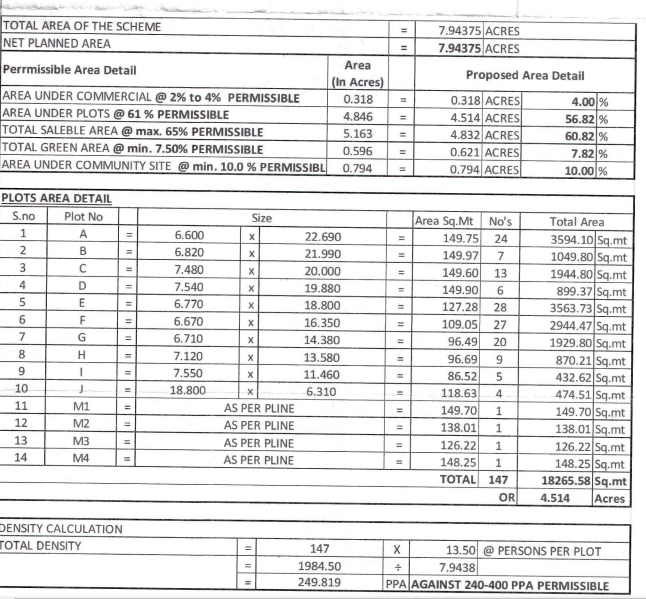 TOTAL AREA OF THE SCHEME = 7.94375 ACRES
NET PLANNED AREA = 7.94375 ACRES
Perrmissible Area Detail Area (In Acres) Proposed Area Detail
AREA UNDER COMMERCIAL @ 2% to 4% PERMISSIBLE 0.318 = 0.318 ACRES 4.00 %
AREA UNDER PLOTS @ 61 % PERMISSIBLE 4.846 = 4.514 ACRES 56.82 %
TOTAL SALEBLE AREA @ max. 65% PERMISSIBLE 5.163 = 4.832 ACRES 60.82 %
TOTAL GREEN AREA @ min. 7.50% PERMISSIBLE 0.596 = 0.621 ACRES 7.82 %
AREA UNDER COMMUNITY SITE @ min. 10.0 % PERMISSIBL 0.794 = 0.794 ACRES 10.00 %
PLOTS AREA DETAIL
S.no Plot No Size Area Sq.Mt No's Total Area
1 A = 6.600 x 22.690 = 149.75 24 3594.10 Sq.mt
2 B = 6.820 x 21.990 = 149.97 7 1049.80 Sq.mt
3 C = 7.480 x 20.000 = 149.60 13 1944.80 Sq.mt
4 D = 7.540 x 19.880 = 149.90 6 899.37 Sq.mt
5 E = 6.770 x 18.800 = 127.28 28 3563.73 Sq.mt
6 F = 6.670 x 16.350 = 109.05 27 2944.47 Sq.mt
7 G = 6.710 x 14.380 = 96.49 20 1929.80 Sq.mt
8 H = 7.120 x 13.580 = 96.69 9 870.21 Sq.mt
9 I = 7.550 x 11.460 = 86.52 5 432.62 Sq.mt
10 J = 18.800 x 6.310 = 118.63 4 474.51 Sq.mt
11 M1 = AS PER PLINE = 149.70 1 149.70 Sq.mt
12 M2 = AS PER PLINE = 138.01 1 138.01 Sq.mt
13 M3 = AS PER PLINE = 126.22 1 126.22 Sq.mt
14 M4 = AS PER PLINE = 148.25 1 148.25 Sq.mt
TOTAL 147 18265.58 Sq.mt
OR 4.514 Acres
DENSITY CALCULATION
TOTAL DENSITY = 147 X 13.50 @ PERSONS PER PLOT
= 1984.50 ÷ 7.9438
= 249.819 PPA AGAINST 240-400 PPA PERMISSIBLE